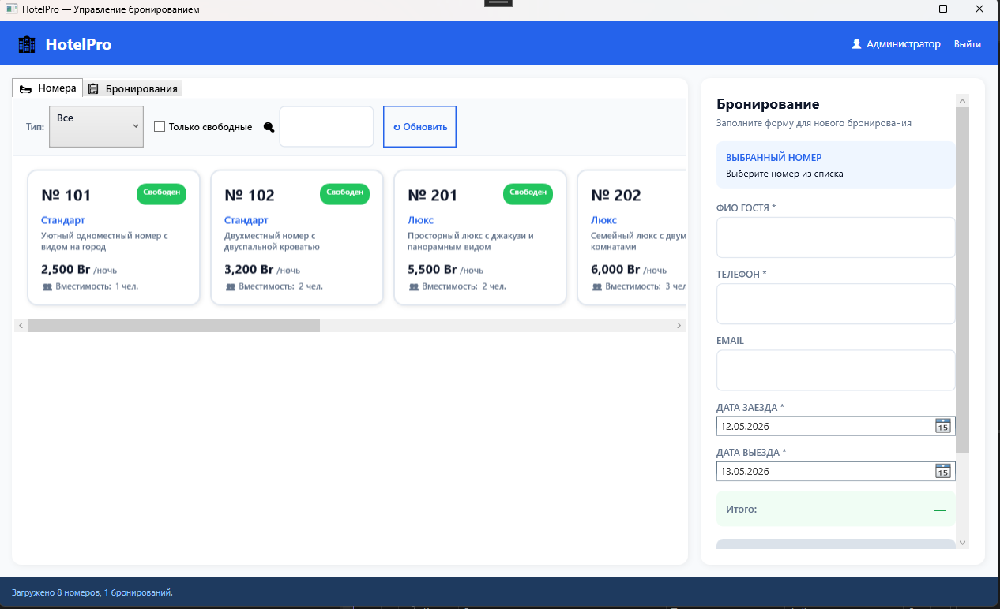 HotelPro — Управление бронированием
HotelPro
Администратор Выйти
Номера Бронирования
Тип: Все Только свободные ↻ Обновить
№ 101 Свободен
Стандарт
Уютный одноместный номер с
видом на город
2,500 Br /ночь
Вместимость: 1 чел.
№ 102 Свободен
Стандарт
Двухместный номер с
двуспальной кроватью
3,200 Br /ночь
Вместимость: 2 чел.
№ 201 Свободен
Люкс
Просторный люкс с джакузи и
панорамным видом
5,500 Br /ночь
Вместимость: 2 чел.
№ 202
Люкс
Семейный люкс с двум
комнатами
6,000 Br /ночь
Вместимость: 3 чел
Бронирование
Заполните форму для нового бронирования
ВЫБРАННЫЙ НОМЕР
Выберите номер из списка
ФИО ГОСТЯ *
ТЕЛЕФОН *
EMAIL
ДАТА ЗАЕЗДА *
12.05.2026 15
ДАТА ВЫЕЗДА *
13.05.2026 15
Итого: —
Загружено 8 номеров, 1 бронирований.